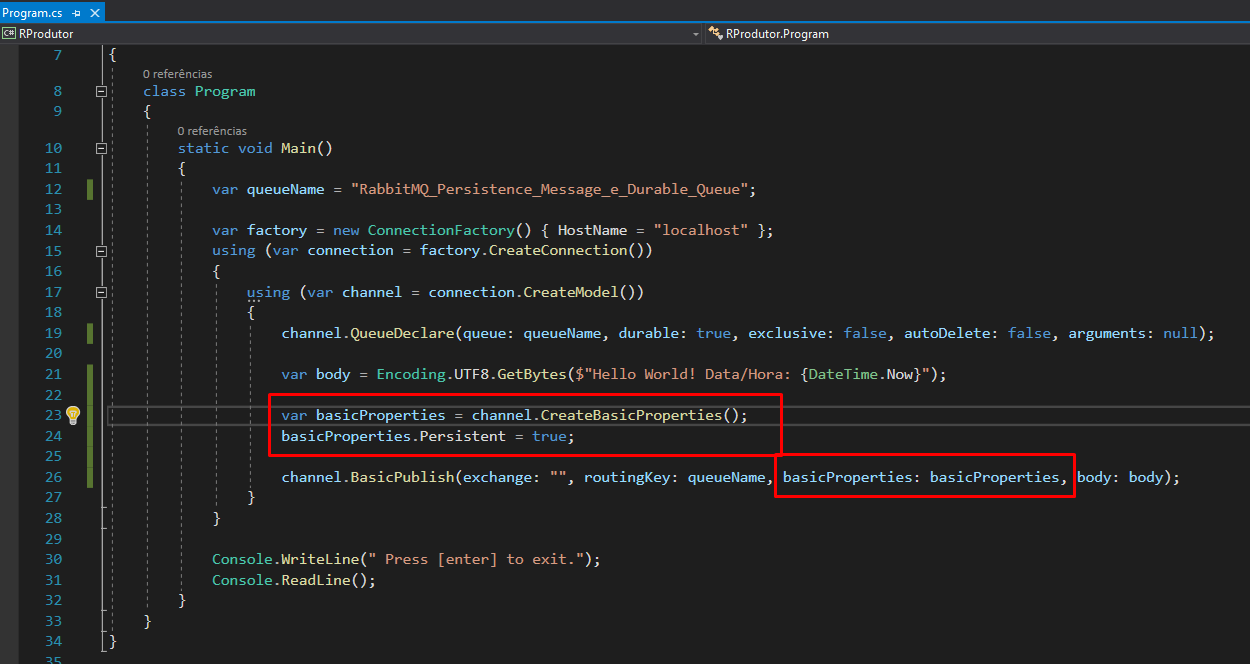 Program.cs
C# RProdutor
RProdutor.Program
7 {
0 referências
8 class Program
9 {
0 referências
10 static void Main()
11 {
12 var queueName = "RabbitMQ_Persistence_Message_e_Durable_Queue";
13
14 var factory = new ConnectionFactory() { HostName = "localhost" };
15 using (var connection = factory.CreateConnection())
16 {
17 using (var channel = connection.CreateModel())
18 {
19 channel.QueueDeclare(queue: queueName, durable: true, exclusive: false, autoDelete: false, arguments: null);
20
21 var body = Encoding.UTF8.GetBytes($"Hello World! Data/Hora: {DateTime.Now}");
22
23 var basicProperties = channel.CreateBasicProperties();
24 basicProperties.Persistent = true;
25
26 channel.BasicPublish(exchange: "", routingKey: queueName, basicProperties: basicProperties, body: body);
27 }
28 }
29
30 Console.WriteLine(" Press [enter] to exit.");
31 Console.ReadLine();
32 }
33 }
34 }
35